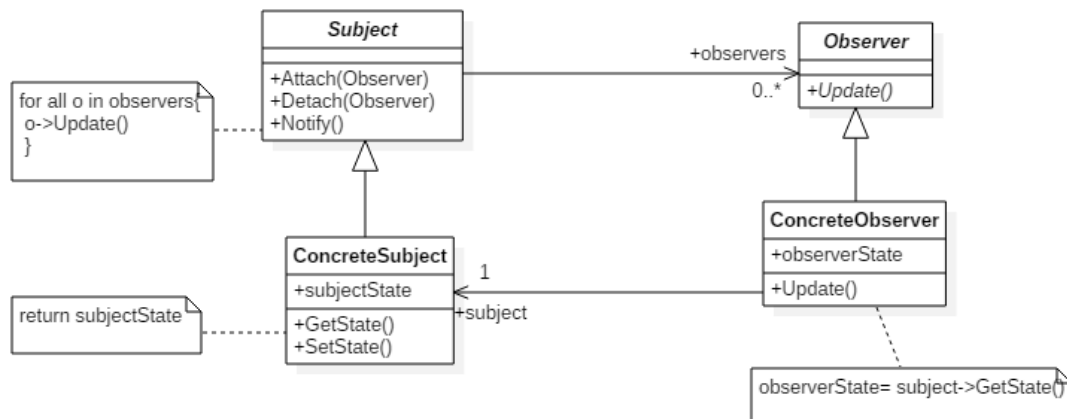 Subject
+Attach(Observer)
+Detach(Observer)
+Notify()
for all o in observers{
o->Update()
}
+observers
0..*
Observer
+Update()
ConcreteSubject
+subjectState
+GetState()
+SetState()
return subjectState
1
+subject
ConcreteObserver
+observerState
+Update()
observerState= subject->GetState()